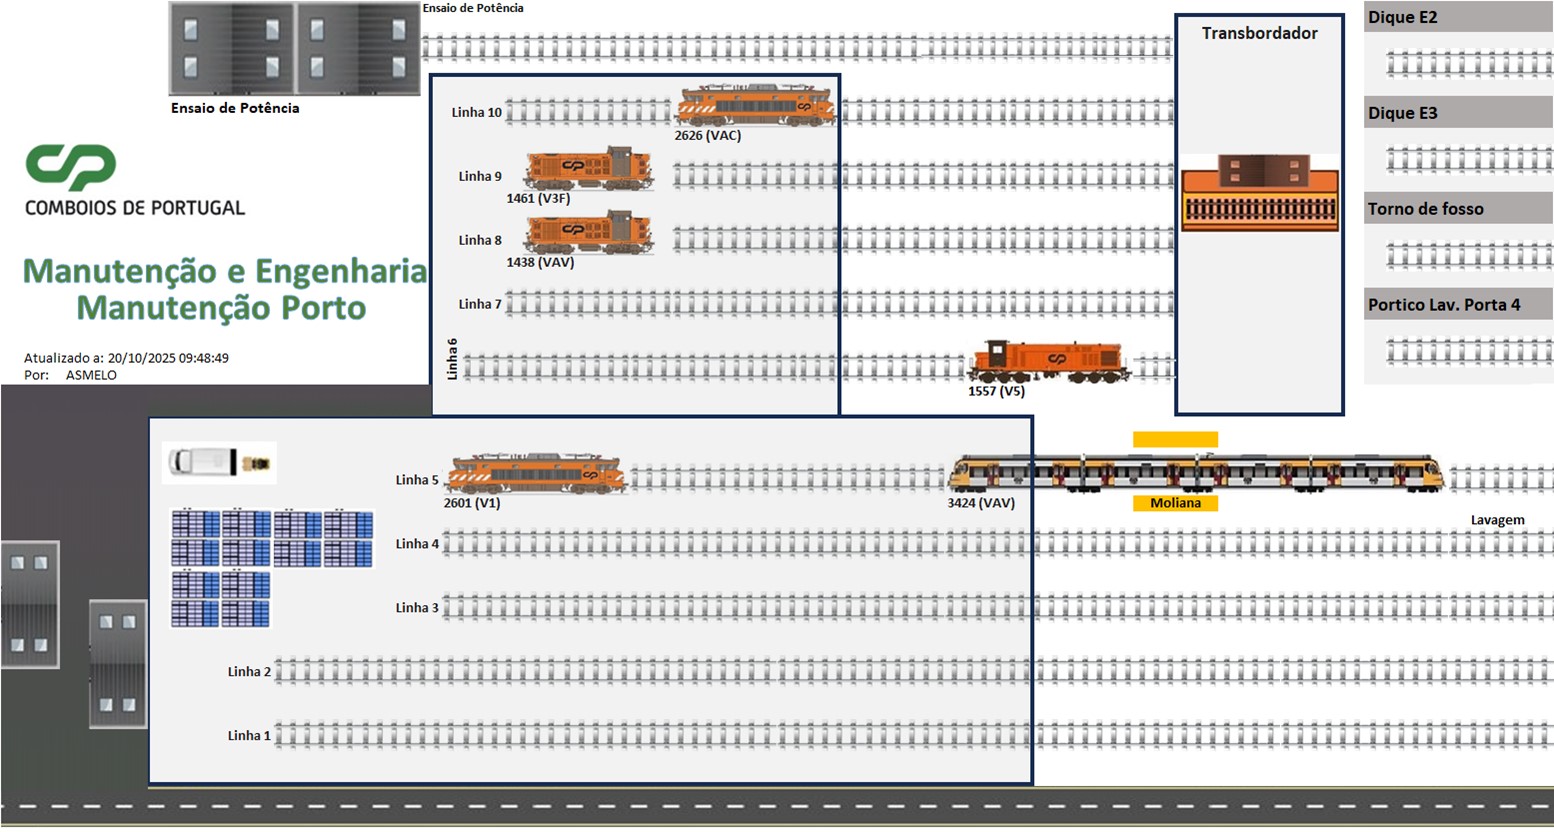 Ensaio de Potência
Ensaio de Potência
CP
COMBOIOS DE PORTUGAL
Manutenção e Engenharia
Manutenção Porto
Atualizado a: 20/10/2025 09:48:49
Por: ASMELO
Linha 10
2626 (VAC)
Linha 9
1461 (V3F)
Linha 8
1438 (VAV)
Linha 7
Linha 6
1557 (V5)
Transbordador
Dique E2
Dique E3
Torno de fosso
Portico Lav. Porta 4
Linha 5
2601 (V1)
3424 (VAV)
Moliana
Lavagem
Linha 4
Linha 3
Linha 2
Linha 1